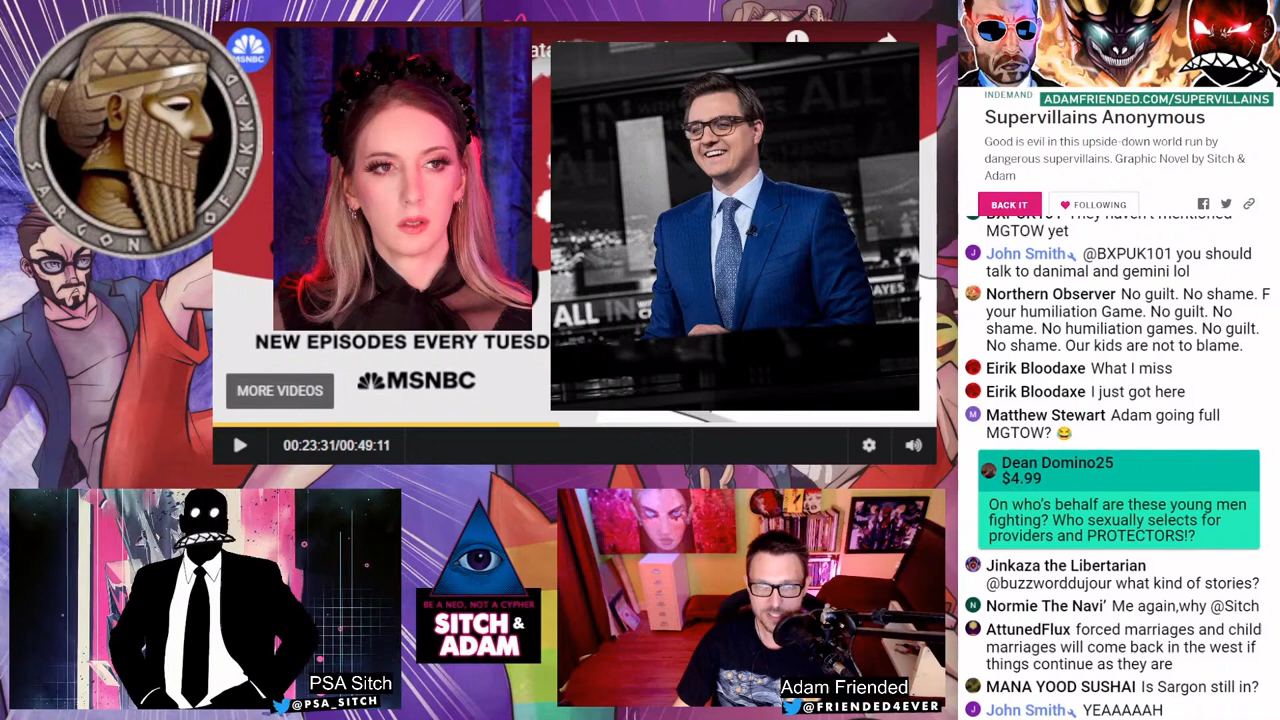 SARGON OF AKKAD
MSNBC
ata
ALL
ALL IN
AYES
NEW EPISODES EVERY TUESD
MORE VIDEOS
MSNBC
00:23:31/00:49:11
PSA Sitch
@PSA_SITCH
BE A NEO, NOT A CYPHER
SITCH &
ADAM
Adam Friended
@FRIENDED4EVER
INDEMAND
ADAMFRIENDED.COM/SUPERVILLAINS
Supervillains Anonymous
Good is evil in this upside-down world run by
dangerous supervillains. Graphic Novel by Sitch &
Adam
BACK IT
FOLLOWING
BXPUK101 They haven't mentioned
MGTOW yet
John Smith @BXPUK101 you should
talk to danimal and gemini lol
Northern Observer No guilt. No shame. F
your humiliation Game. No guilt. No
shame. No humiliation games. No guilt.
No shame. Our kids are not to blame.
Eirik Bloodaxe What I miss
Eirik Bloodaxe I just got here
Matthew Stewart Adam going full
MGTOW? 😂
Dean Domino25
$4.99
On who's behalf are these young men
fighting? Who sexually selects for
providers and PROTECTORS!?
Jinkaza the Libertarian
@buzzworddujour what kind of stories?
Normie The Navi' Me again,why @Sitch
AttunedFlux forced marriages and child
marriages will come back in the west if
things continue as they are
MANA YOOD SUSHAI Is Sargon still in?
John Smith YEAAAAAH